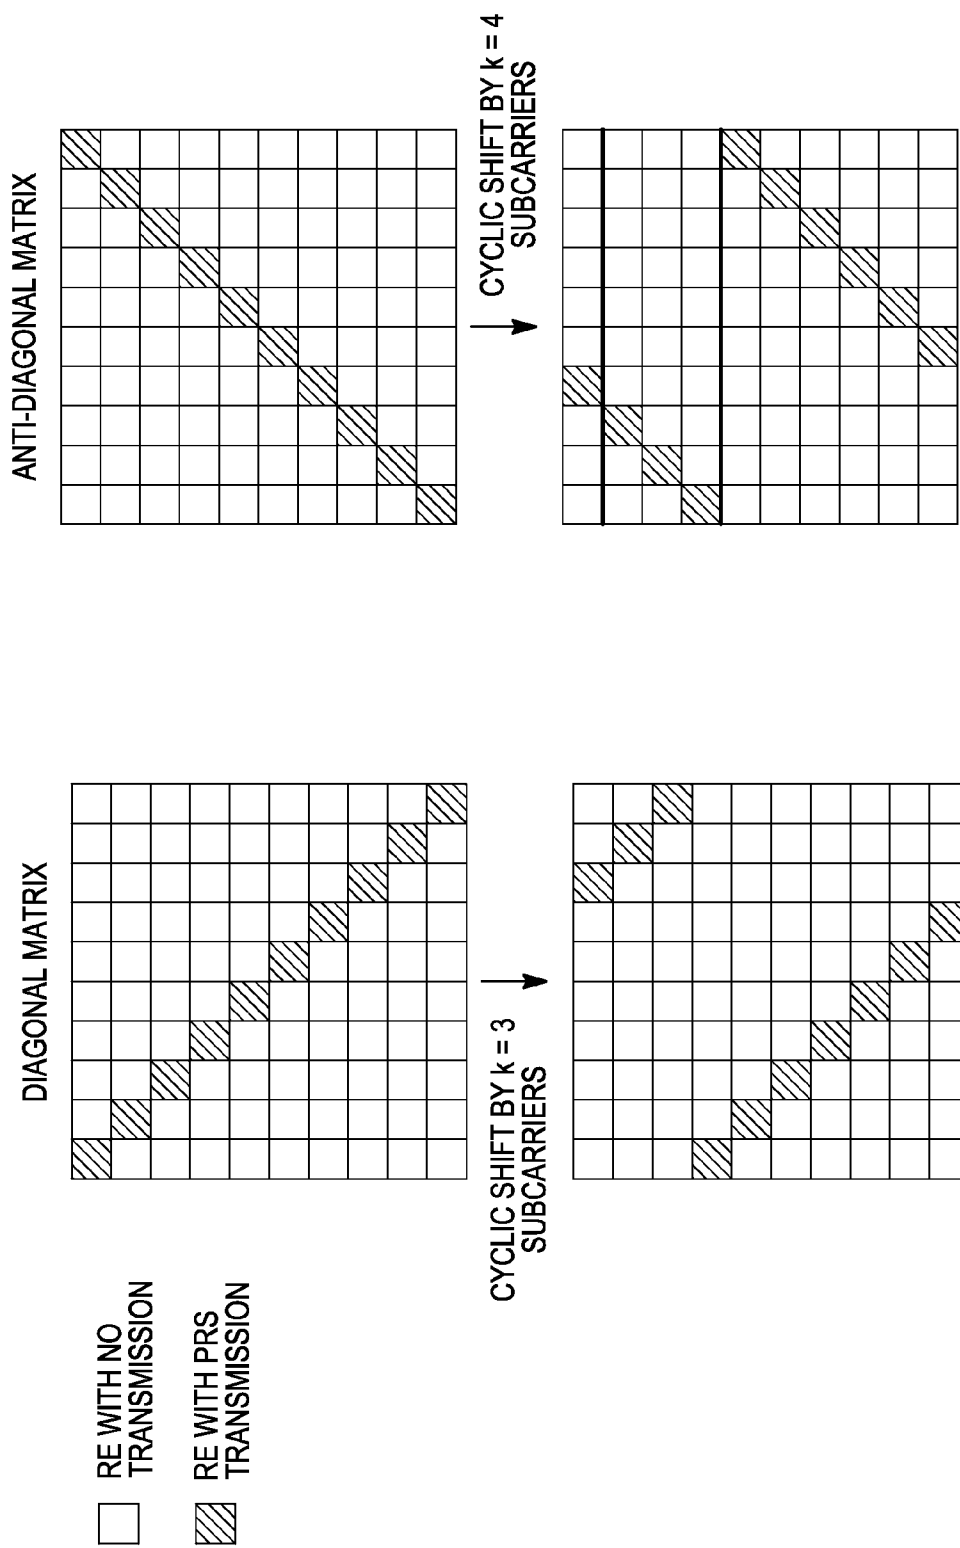 RE WITH NO
TRANSMISSION
RE WITH PRS
TRANSMISSION
DIAGONAL MATRIX
CYCLIC SHIFT BY k = 3
SUBCARRIERS
ANTI-DIAGONAL MATRIX
CYCLIC SHIFT BY k = 4
SUBCARRIERS